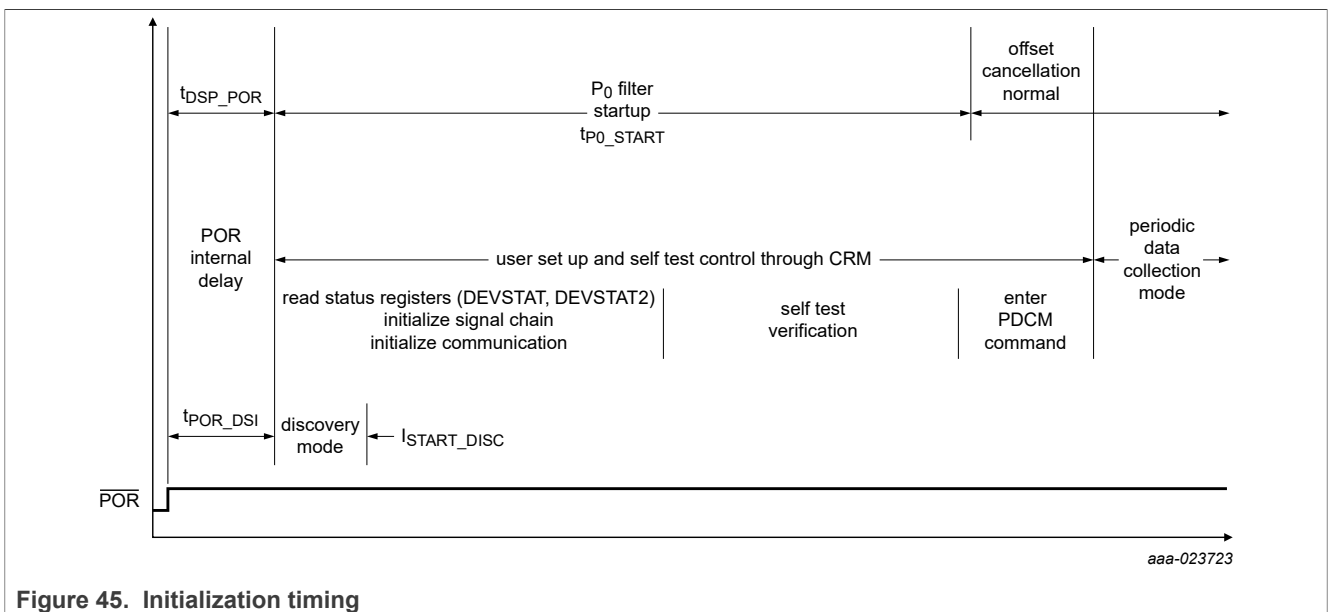 offset
cancellation
normal
tDSP_POR
P0 filter
startup
tP0_START
POR
internal
delay
user set up and self test control through CRM
periodic
data
collection
mode
read status registers (DEVSTAT, DEVSTAT2)
initialize signal chain
initialize communication
self test
verification
enter
PDCM
command
tPOR_DSI
discovery
mode
ISTART_DISC
POR
aaa-023723
Figure 45. Initialization timing